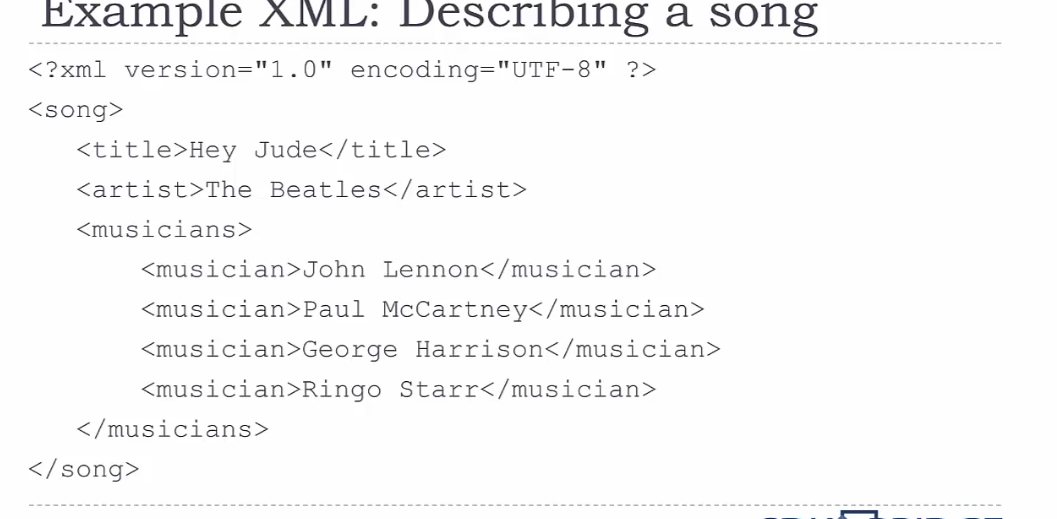 Example XML: Describing a song
<?xml version="1.0" encoding="UTF-8" ?>
<song>
<title>Hey Jude</title>
<artist>The Beatles</artist>
<musicians>
<musician>John Lennon</musician>
<musician>Paul McCartney</musician>
<musician>George Harrison</musician>
<musician>Ringo Starr</musician>
</musicians>
</song>